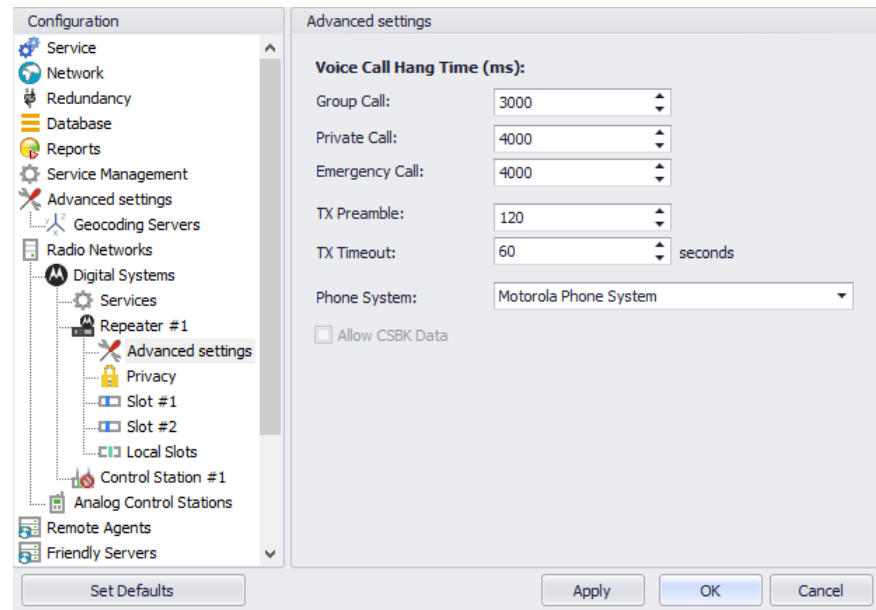 Configuration
Service
Network
Redundancy
Database
Reports
Service Management
Advanced settings
Geocoding Servers
Radio Networks
Digital Systems
Services
Repeater #1
Advanced settings
Privacy
Slot #1
Slot #2
Local Slots
Control Station #1
Analog Control Stations
Remote Agents
Friendly Servers
Set Defaults
Advanced settings
Voice Call Hang Time (ms):
Group Call: 3000
Private Call: 4000
Emergency Call: 4000
TX Preamble: 120
TX Timeout: 60 seconds
Phone System: Motorola Phone System
Allow CSBK Data
Apply OK Cancel